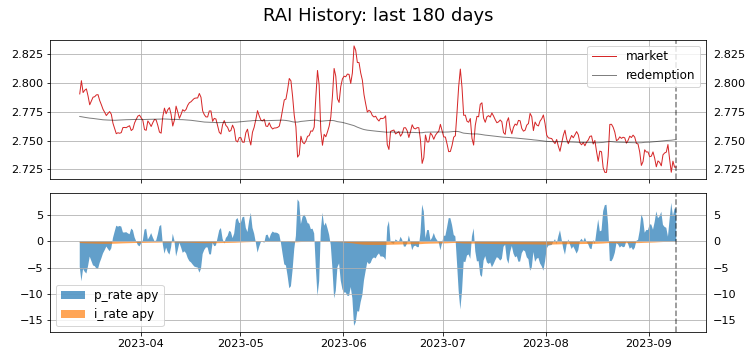 RAI History: last 180 days
2.825 2.825
2.800 2.800
2.775 2.775
2.750 2.750
2.725 2.725
market
redemption
5 5
0 0
−5 −5
−10 −10
−15 −15
p_rate apy
i_rate apy
2023-04 2023-05 2023-06 2023-07 2023-08 2023-09